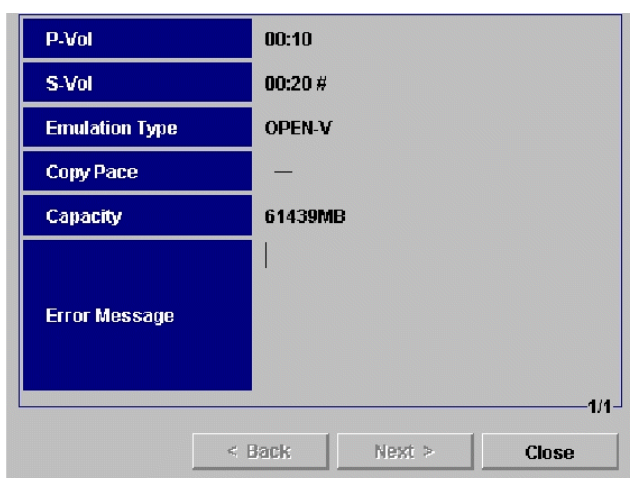 P-Vol 00:10
S-Vol 00:20 #
Emulation Type OPEN-V
Copy Pace —
Capacity 61439MB
Error Message
1/1
< Back Next > Close